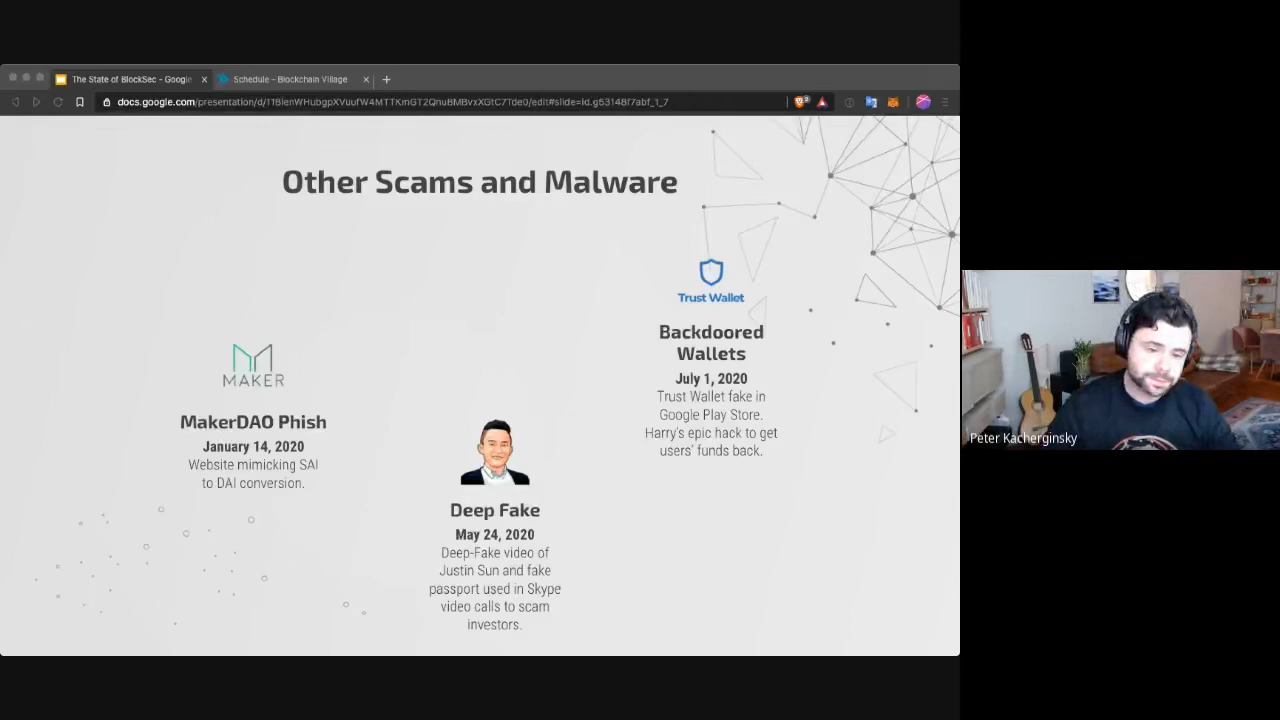 The State of BlockSec - Google
Schedule – Blockchain Village
Other Scams and Malware
MAKER
MakerDAO Phish
January 14, 2020
Website mimicking SAI
to DAI conversion.
Deep Fake
May 24, 2020
Deep-Fake video of
Justin Sun and fake
passport used in Skype
video calls to scam
investors.
Trust Wallet
Backdoored
Wallets
July 1, 2020
Trust Wallet fake in
Google Play Store.
Harry's epic hack to get
users' funds back.
Peter Kacherginsky